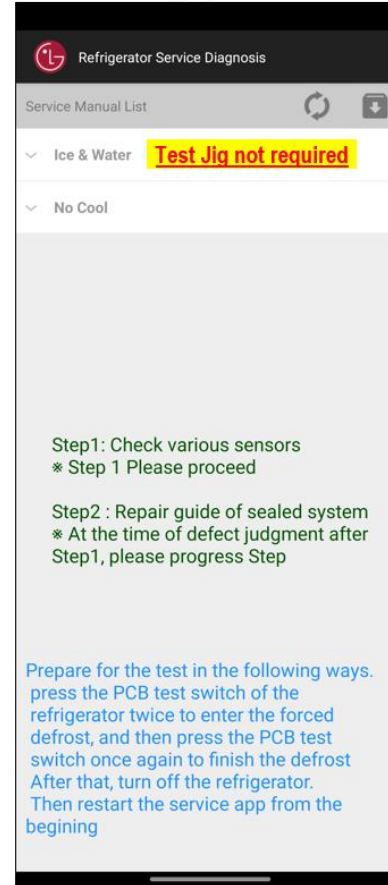 Refrigerator Service Diagnosis
Service Manual List
Ice & Water Test Jig not required
No Cool
Step1: Check various sensors
※ Step 1 Please proceed
Step2 : Repair guide of sealed system
※ At the time of defect judgment after
Step1, please progress Step
Prepare for the test in the following ways.
press the PCB test switch of the
refrigerator twice to enter the forced
defrost, and then press the PCB test
switch once again to finish the defrost
After that, turn off the refrigerator.
Then restart the service app from the
begining